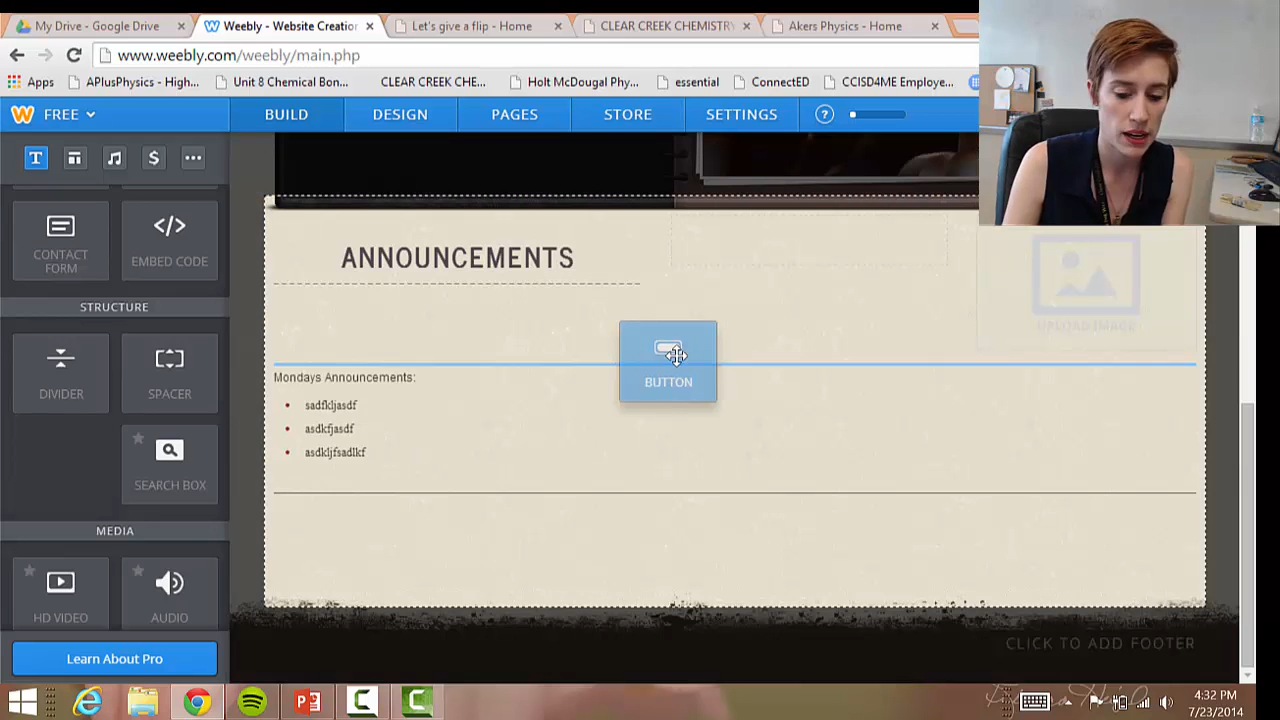 My Drive - Google Drive
Weebly - Website Creation
Let's give a flip - Home
CLEAR CREEK CHEMISTRY
Akers Physics - Home
www.weebly.com/weebly/main.php
Apps
APlusPhysics - High...
Unit 8 Chemical Bon...
CLEAR CREEK CHE...
Holt McDougal Phy...
essential
ConnectED
CCISD4ME Employe...
W FREE
BUILD
DESIGN
PAGES
STORE
SETTINGS
?
T
$
CONTACT
FORM
</>
EMBED CODE
STRUCTURE
DIVIDER
SPACER
SEARCH BOX
MEDIA
HD VIDEO
AUDIO
Learn About Pro
ANNOUNCEMENTS
UPLOAD IMAGE
BUTTON
Mondays Announcements:
• sadfkljasdf
• asdkfjasdf
• asdkljfsadlkf
CLICK TO ADD FOOTER
4:32 PM
7/23/2014